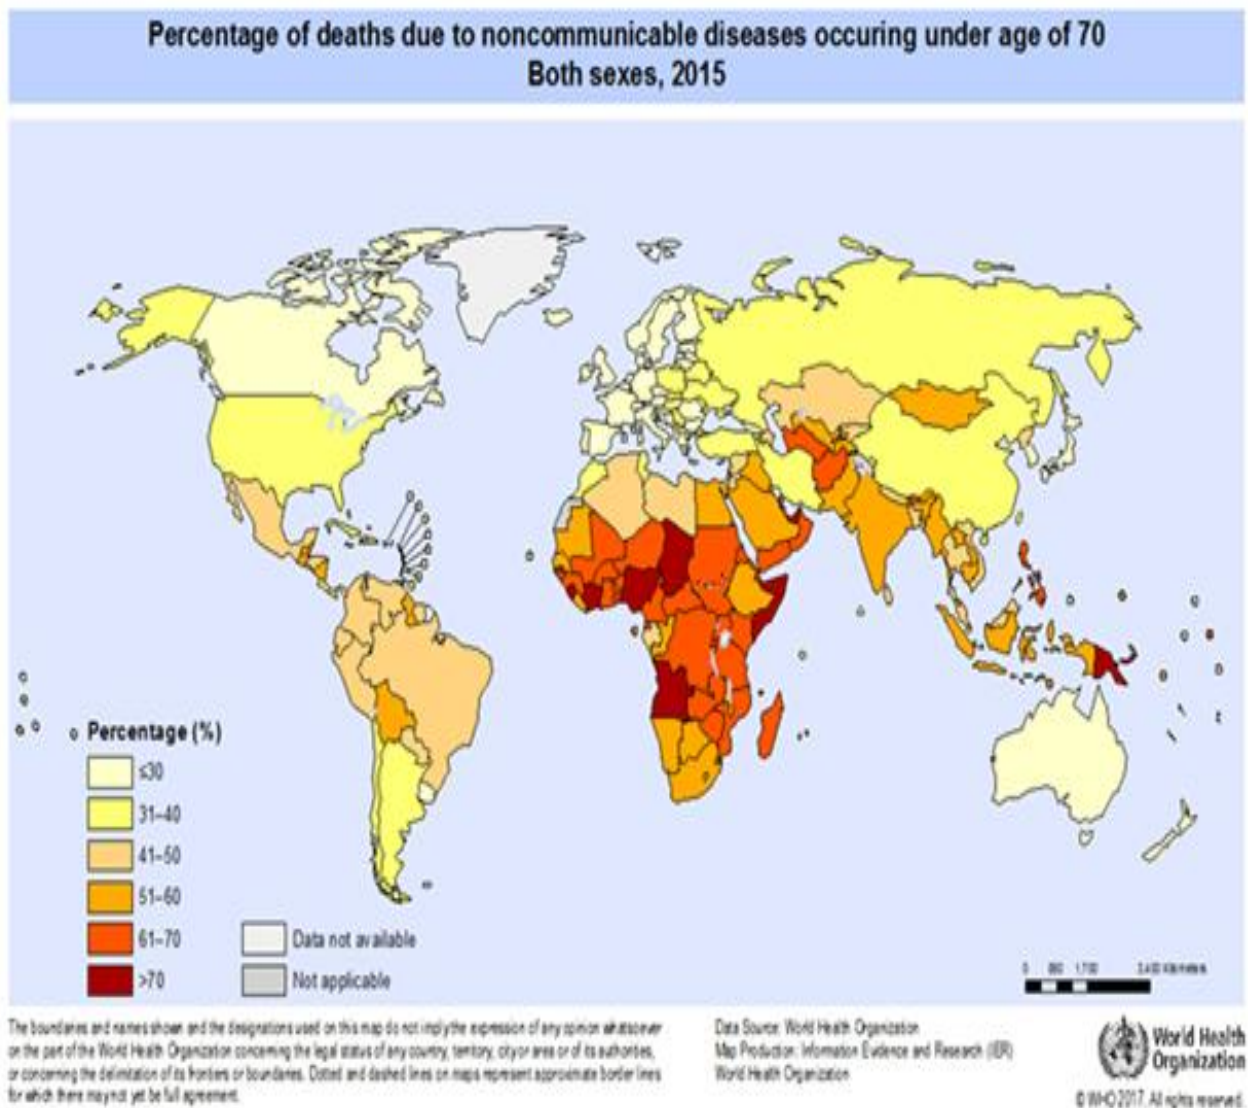 Percentage of deaths due to noncommunicable diseases occuring under age of 70
Both sexes, 2015
Percentage (%)
≤30
31–40
41–50
51–60
61–70
>70
Data not available
Not applicable
0
The boundaries and names shown and the designations used on this map do not imply the expression of any opinion whatsoever
on the part of the World Health Organization concerning the legal status of any country, territory, city or area or of its authorities,
or concerning the delimitation of its frontiers or boundaries. Dotted and dashed lines on maps represent approximate border lines
for which there may not yet be full agreement.
Data Source: World Health Organization
Map Production: Information Evidence and Research (IER)
World Health Organization
World Health
Organization
© WHO 2017. All rights reserved.